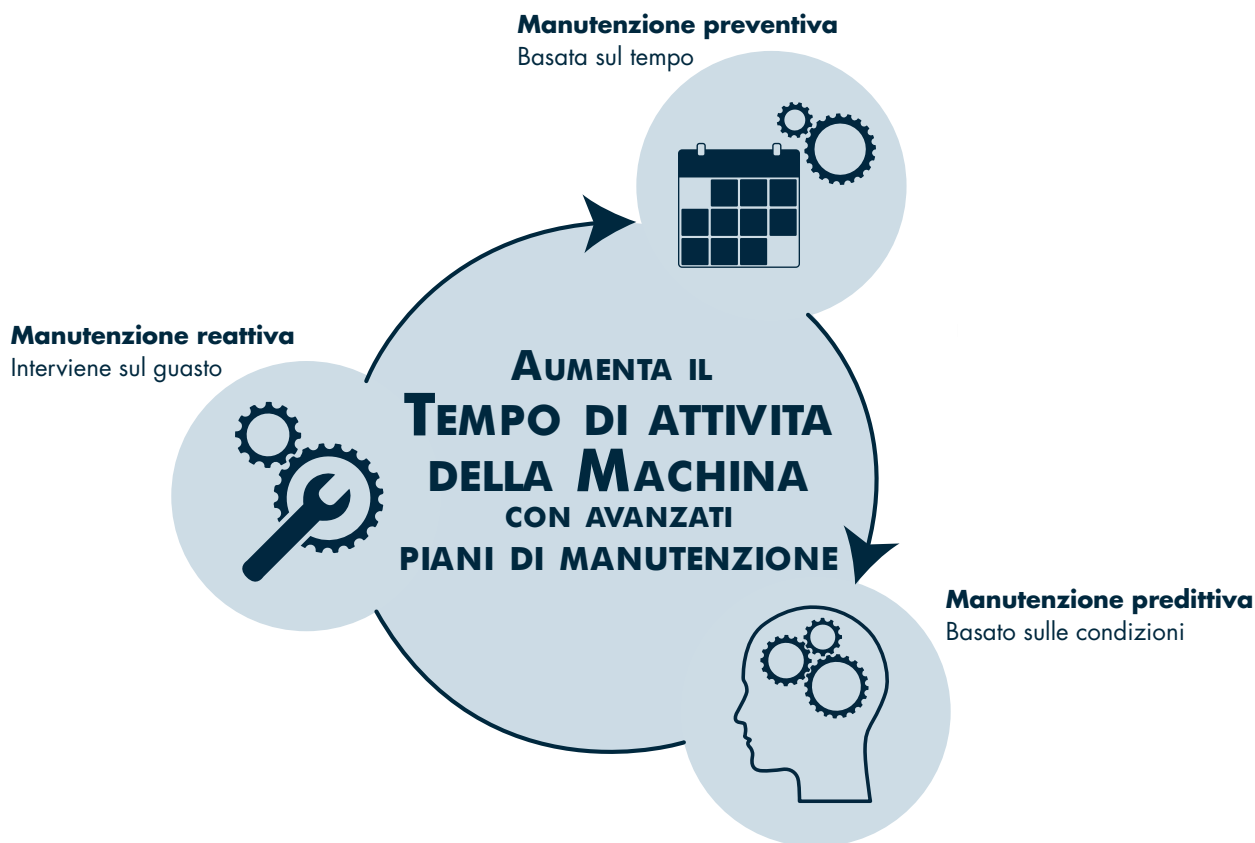 Manutenzione preventiva
Basata sul tempo
Manutenzione reattiva
Interviene sul guasto
AUMENTA IL
TEMPO DI ATTIVITA
DELLA MACHINA
CON AVANZATI
PIANI DI MANUTENZIONE
Manutenzione predittiva
Basato sulle condizioni